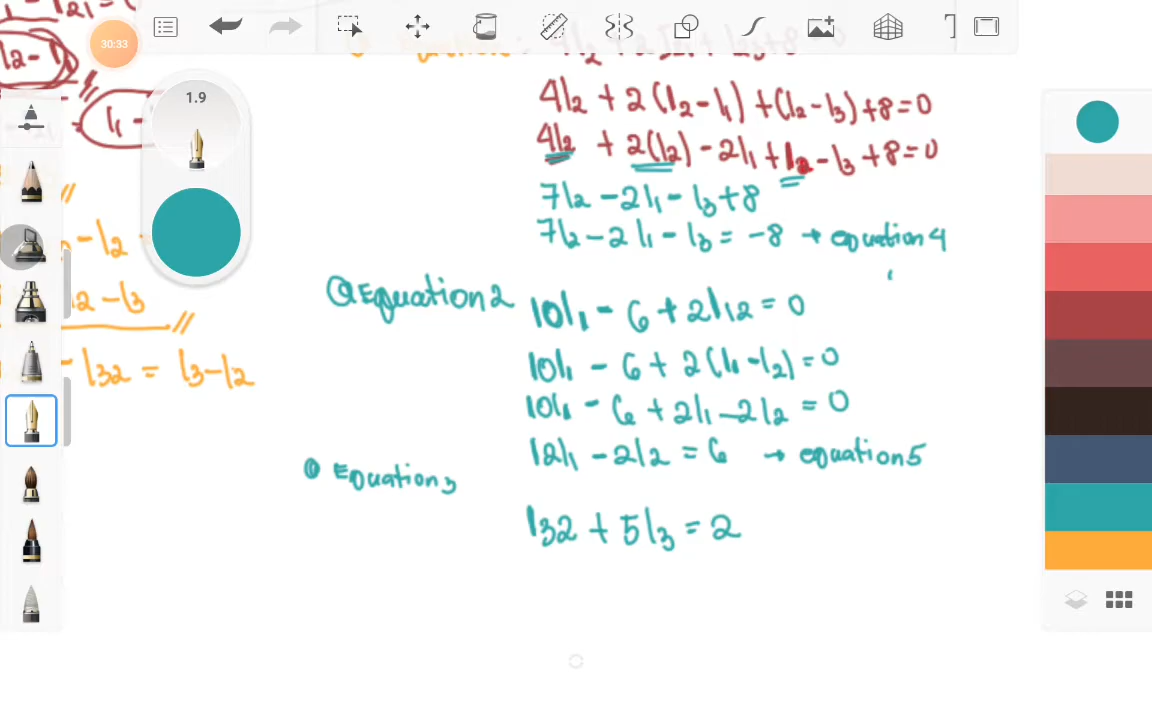 30:33
1.9
4I2 + 2(I2 - I1) + (I2 - I3) + 8 = 0
4I2 + 2(I2) - 2I1 + I2 - I3 + 8 = 0
7I2 - 2I1 - I3 + 8
7I2 - 2I1 - I3 = -8 → equation 4
Equation 2 10I1 - 6 + 2I12 = 0
10I1 - 6 + 2(I1 - I2) = 0
10I1 - 6 + 2I1 - 2I2 = 0
12I1 - 2I2 = 6 → equation 5
Equation 3
I32 + 5I3 = 2
- I2
I2 - I3
- I32 = I3 - I2